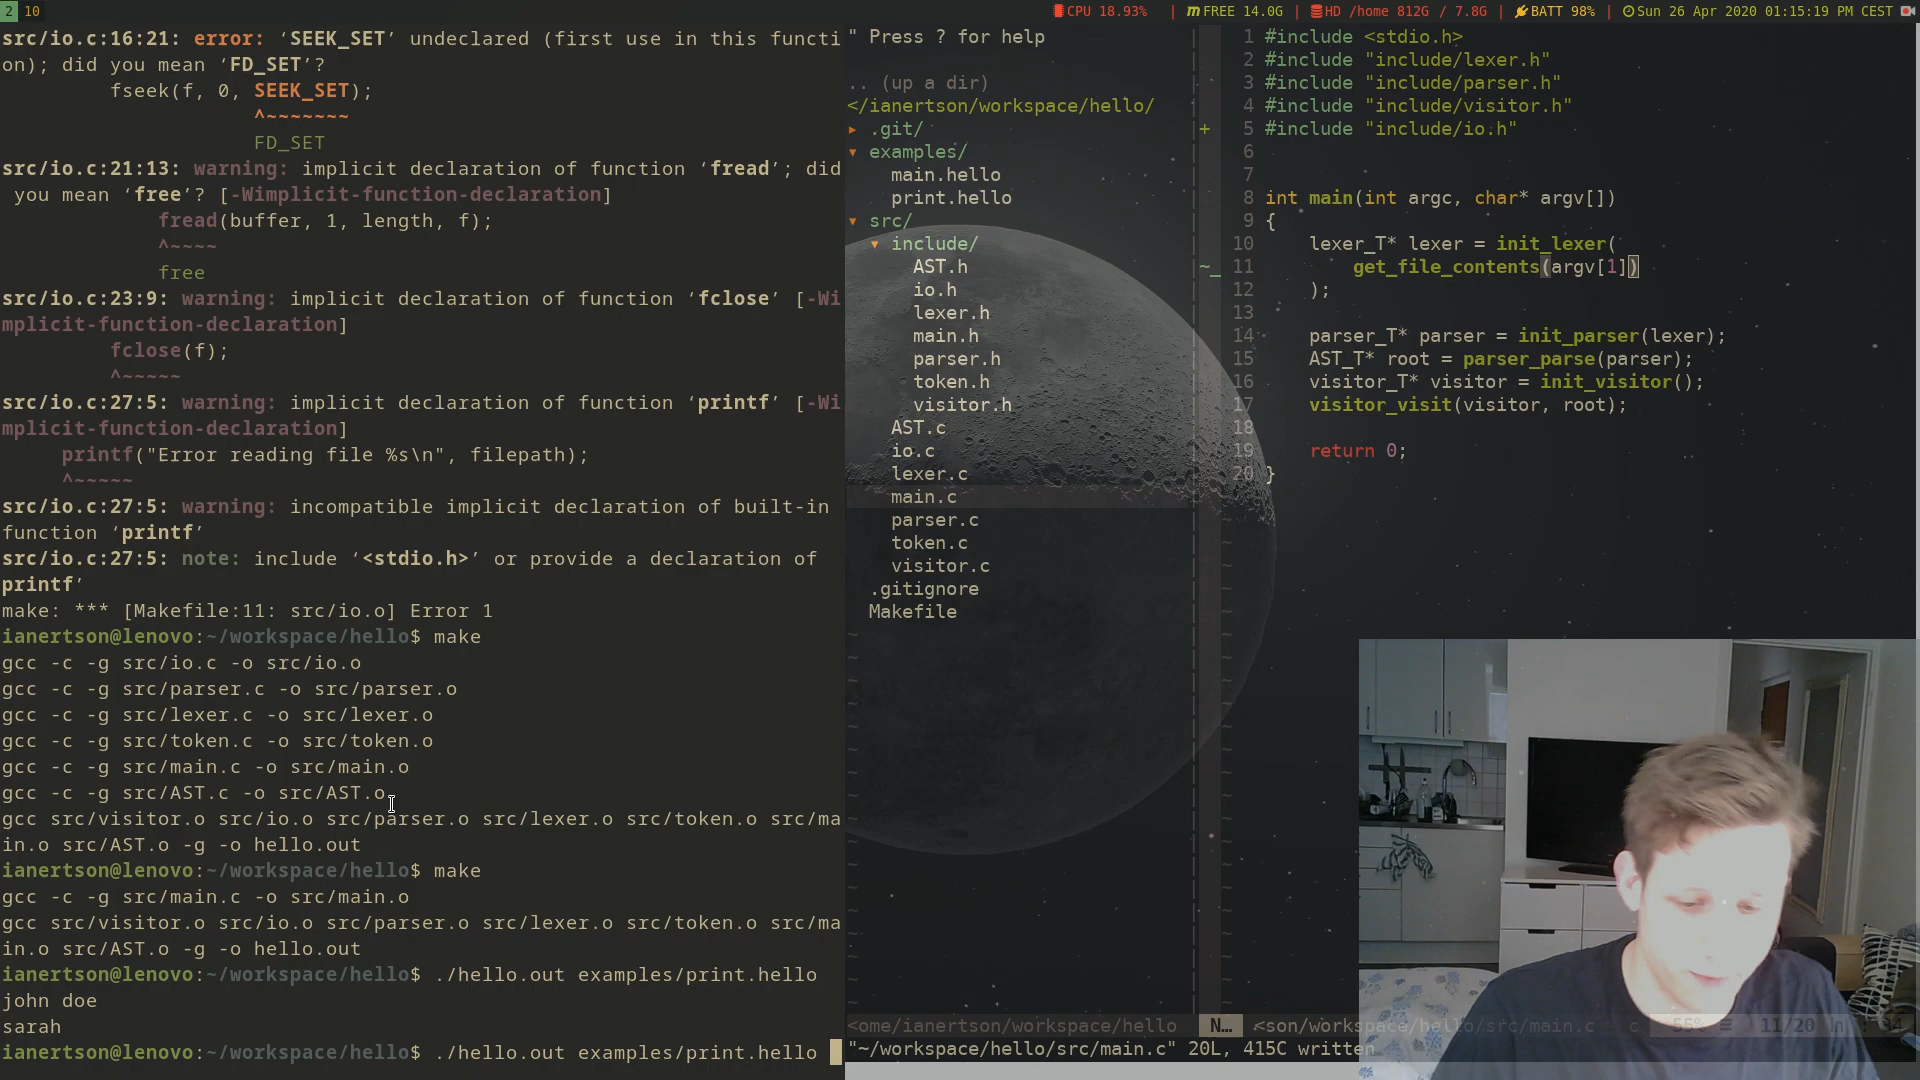 2 10
CPU 18.93% | FREE 14.0G | HD /home 812G / 7.8G | BATT 98% | Sun 26 Apr 2020 01:15:19 PM CEST
src/io.c:16:21: error: ‘SEEK_SET’ undeclared (first use in this functi
on); did you mean ‘FD_SET’?
fseek(f, 0, SEEK_SET);
^~~~~~~~
FD_SET
src/io.c:21:13: warning: implicit declaration of function ‘fread’; did
you mean ‘free’? [-Wimplicit-function-declaration]
fread(buffer, 1, length, f);
^~~~~
free
src/io.c:23:9: warning: implicit declaration of function ‘fclose’ [-Wi
mplicit-function-declaration]
fclose(f);
^~~~~~
src/io.c:27:5: warning: implicit declaration of function ‘printf’ [-Wi
mplicit-function-declaration]
printf("Error reading file %s\n", filepath);
^~~~~~
src/io.c:27:5: warning: incompatible implicit declaration of built-in
function ‘printf’
src/io.c:27:5: note: include ‘<stdio.h>’ or provide a declaration of
printf’
make: *** [Makefile:11: src/io.o] Error 1
ianertson@lenovo:~/workspace/hello$ make
gcc -c -g src/io.c -o src/io.o
gcc -c -g src/parser.c -o src/parser.o
gcc -c -g src/lexer.c -o src/lexer.o
gcc -c -g src/token.c -o src/token.o
gcc -c -g src/main.c -o src/main.o
gcc -c -g src/AST.c -o src/AST.o
gcc src/visitor.o src/io.o src/parser.o src/lexer.o src/token.o src/ma
in.o src/AST.o -g -o hello.out
ianertson@lenovo:~/workspace/hello$ make
gcc -c -g src/main.c -o src/main.o
gcc src/visitor.o src/io.o src/parser.o src/lexer.o src/token.o src/ma
in.o src/AST.o -g -o hello.out
ianertson@lenovo:~/workspace/hello$ ./hello.out examples/print.hello
john doe
sarah
ianertson@lenovo:~/workspace/hello$ ./hello.out examples/print.hello
" Press ? for help
.. (up a dir)
</ianertson/workspace/hello/
▸ .git/
▾ examples/
main.hello
print.hello
▾ src/
▾ include/
AST.h
io.h
lexer.h
main.h
parser.h
token.h
visitor.h
AST.c
io.c
lexer.c
main.c
parser.c
token.c
visitor.c
.gitignore
Makefile
1 #include <stdio.h>
2 #include "include/lexer.h"
3 #include "include/parser.h"
4 #include "include/visitor.h"
+ 5 #include "include/io.h"
6
7
8 int main(int argc, char* argv[])
9 {
10 lexer_T* lexer = init_lexer(
~_ 11 get_file_contents(argv[1])
12 );
13
14 parser_T* parser = init_parser(lexer);
15 AST_T* root = parser_parse(parser);
16 visitor_T* visitor = init_visitor();
17 visitor_visit(visitor, root);
18
19 return 0;
20 }
<ome/ianertson/workspace/hello N... <son/workspace/hello/src/main.c c 55% ≡ 11/20
"~/workspace/hello/src/main.c" 20L, 415C written